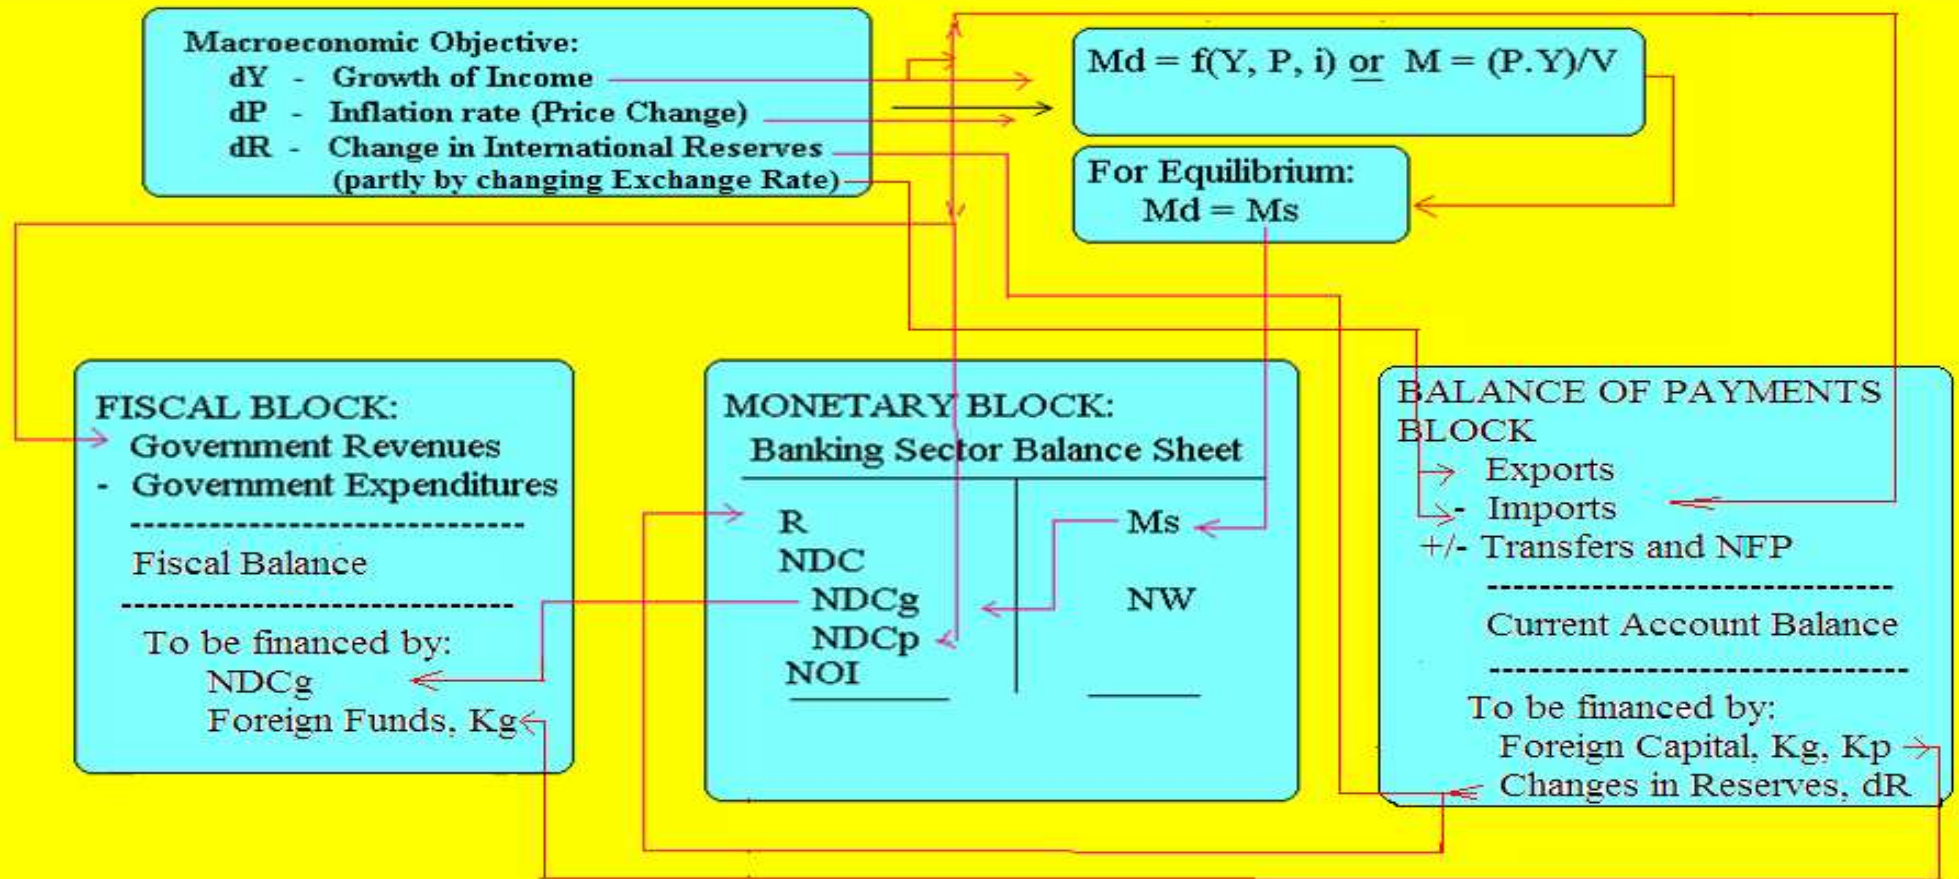 Macroeconomic Objective:
dY - Growth of Income
dP - Inflation rate (Price Change)
dR - Change in International Reserves
(partly by changing Exchange Rate)
Md = f(Y, P, i) or M = (P.Y)/V
For Equilibrium:
Md = Ms
FISCAL BLOCK:
Government Revenues
- Government Expenditures
------------------------------
Fiscal Balance
------------------------------
To be financed by:
NDCg
Foreign Funds, Kg
MONETARY BLOCK:
Banking Sector Balance Sheet
R Ms
NDC
NDCg NW
NDCp
NOI
BALANCE OF PAYMENTS
BLOCK
Exports
- Imports
+/- Transfers and NFP
-------------------------------
Current Account Balance
--------------------------------
To be financed by:
Foreign Capital, Kg, Kp
Changes in Reserves, dR